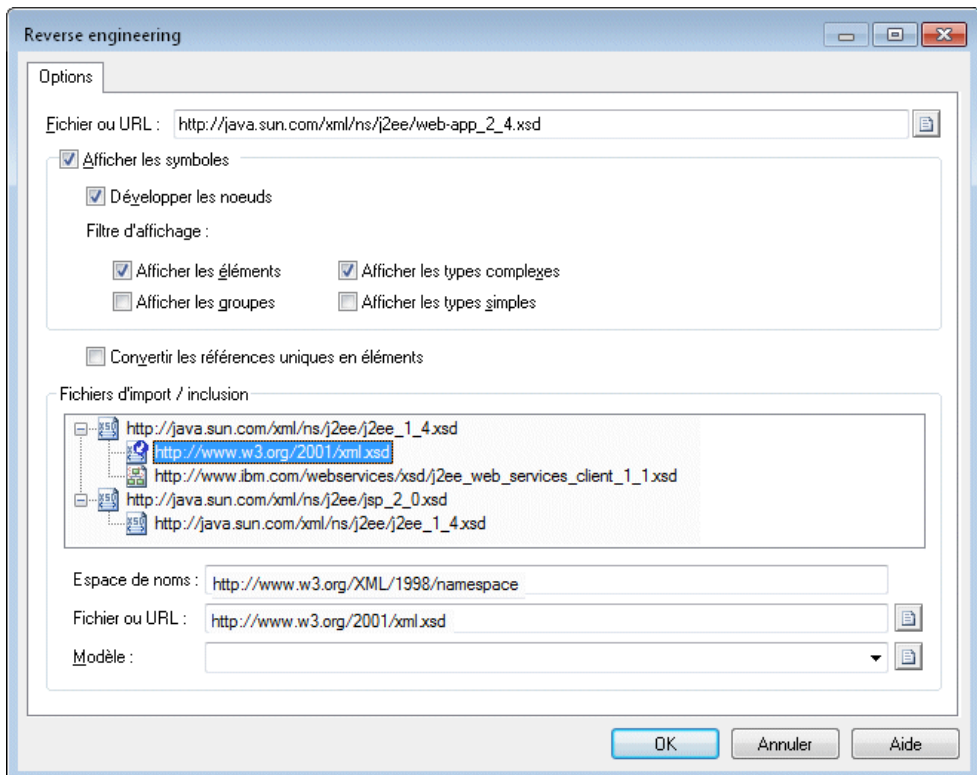 Reverse engineering
Options
Fichier ou URL : http://java.sun.com/xml/ns/j2ee/web-app_2_4.xsd
Afficher les symboles
Développer les noeuds
Filtre d'affichage :
Afficher les éléments Afficher les types complexes
Afficher les groupes Afficher les types simples
Convertir les références uniques en éléments
Fichiers d'import / inclusion
http://java.sun.com/xml/ns/j2ee/j2ee_1_4.xsd
http://www.w3.org/2001/xml.xsd
http://www.ibm.com/webservices/xsd/j2ee_web_services_client_1_1.xsd
http://java.sun.com/xml/ns/j2ee/jsp_2_0.xsd
http://java.sun.com/xml/ns/j2ee/j2ee_1_4.xsd
Espace de noms : http://www.w3.org/XML/1998/namespace
Fichier ou URL : http://www.w3.org/2001/xml.xsd
Modèle :
OK Annuler Aide